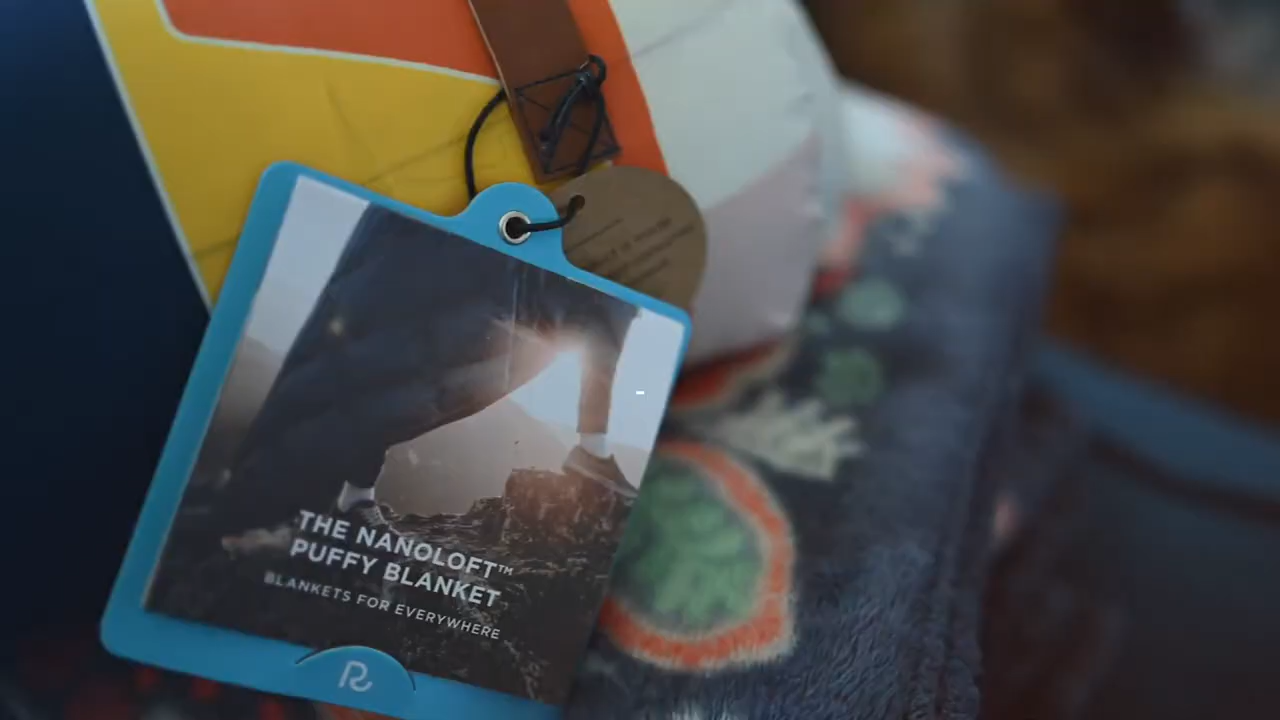 THE NANOLOFT™
PUFFY BLANKET
BLANKETS FOR EVERYWHERE
R